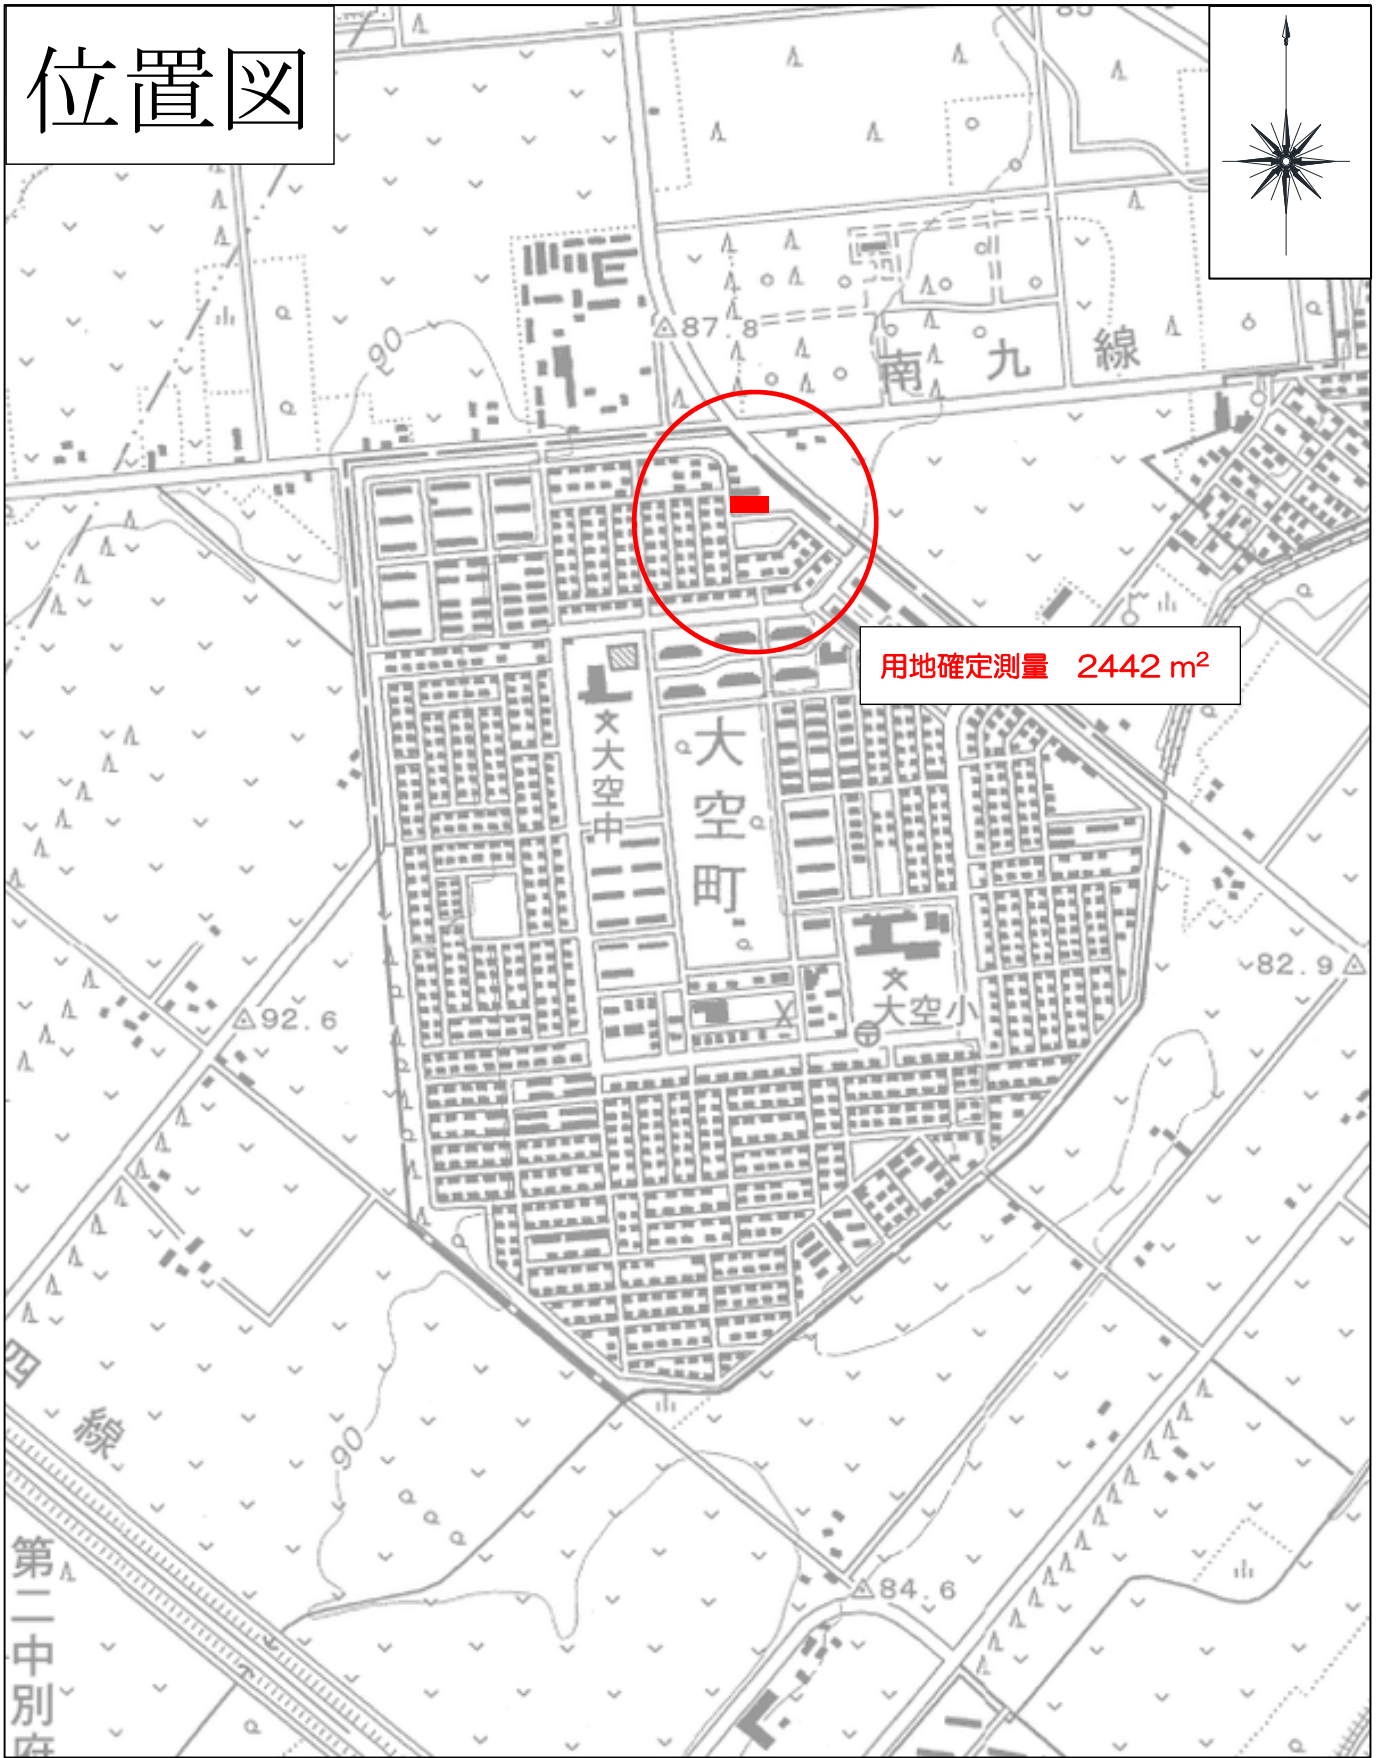 位置図
85
87.8
90
南九線
用地確定測量　2442㎡
大空中
大空町
大空小
82.9
92.6
四線
90
84.6
第二中別府